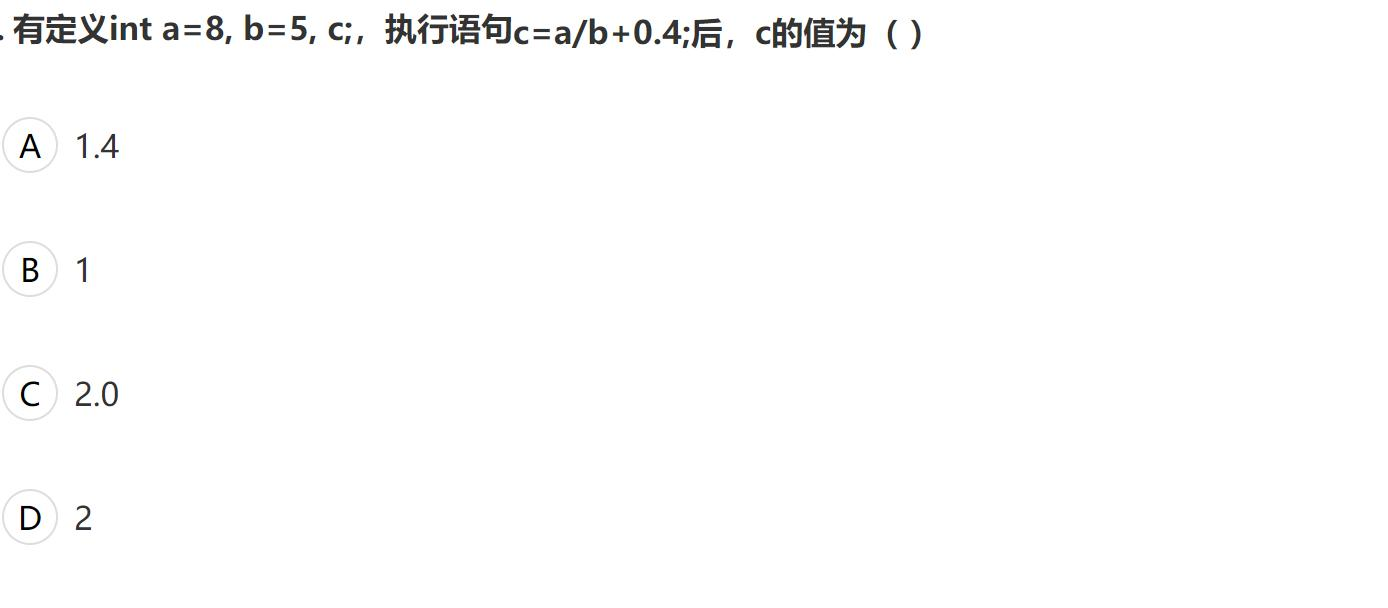 . 有定义int a=8, b=5, c;，执行语句c=a/b+0.4;后，c的值为（ ）
A 1.4
B 1
C 2.0
D 2